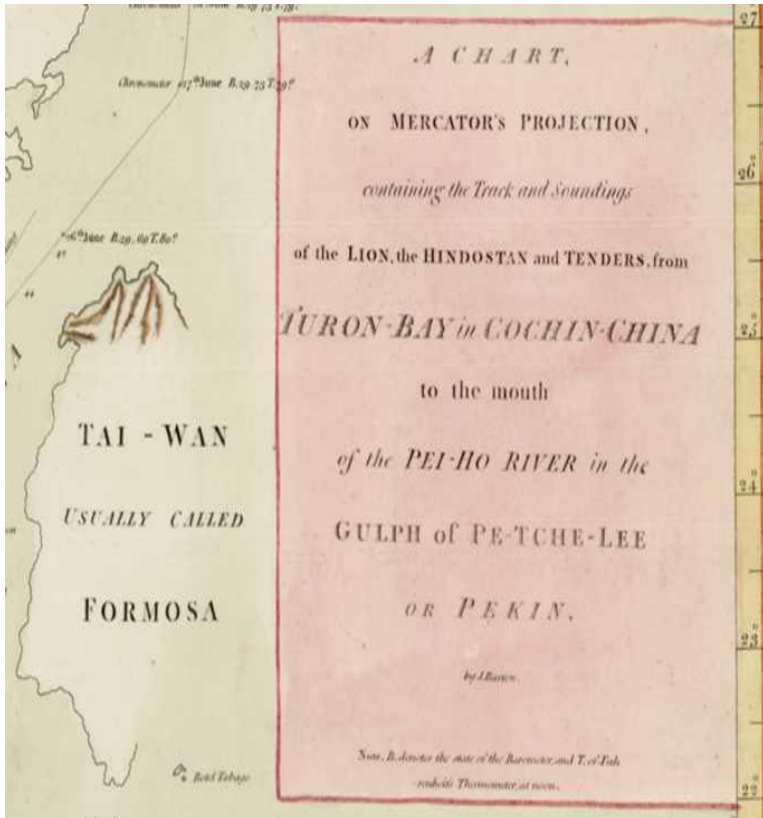 Chronometer 17th June B.29.73 T.79°
A CHART,
ON MERCATOR'S PROJECTION,
containing the Track and Soundings
of the LION, the HINDOSTAN and TENDERS, from
TURON-BAY in COCHIN-CHINA
to the mouth
of the PEI-HO RIVER in the
GULPH of PE-TCHE-LEE
OR PEKIN.
by J. Barrow.
Note, B. denotes the state of the Barometer, and T. of Fah
renheits Thermometer, at noon.
16th June B.29.69 T.80°
TAI-WAN
USUALLY CALLED
FORMOSA
Botel Tobago
27
26°
25°
24°
23°
22°